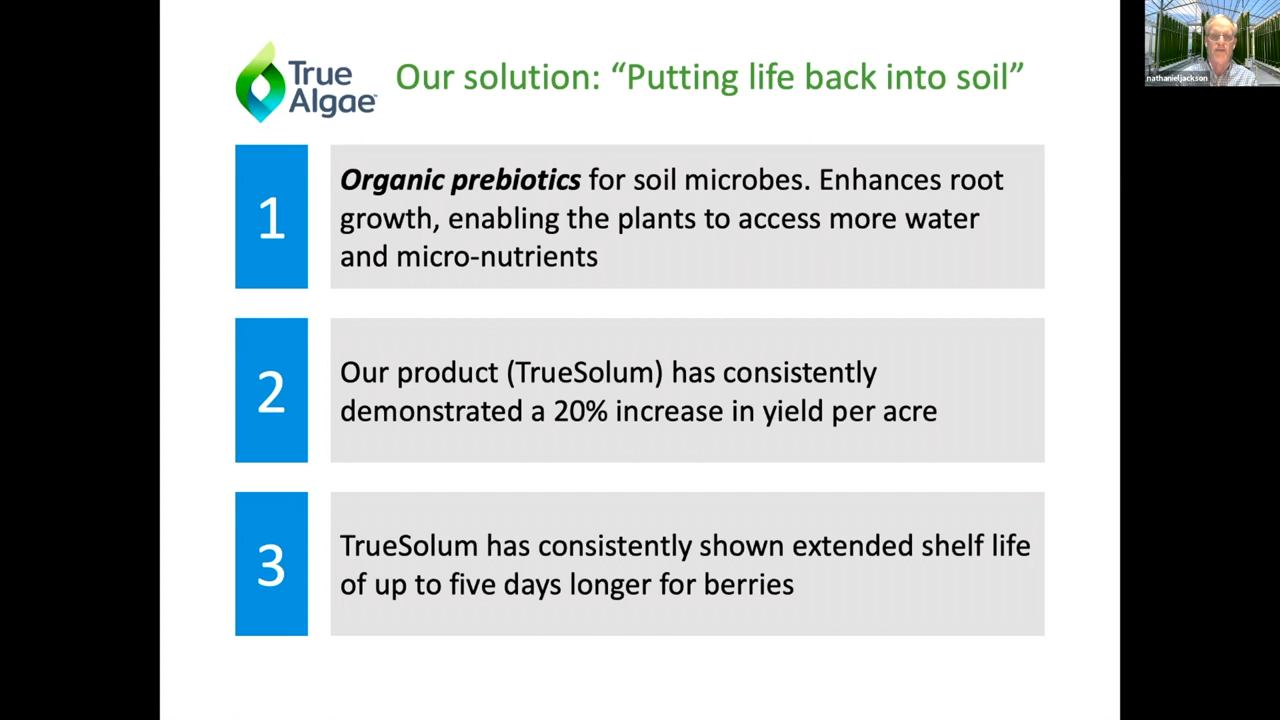 True
Algae™
Our solution: “Putting life back into soil”
nathanieljackson
1
Organic prebiotics for soil microbes. Enhances root
growth, enabling the plants to access more water
and micro-nutrients
2
Our product (TrueSolum) has consistently
demonstrated a 20% increase in yield per acre
3
TrueSolum has consistently shown extended shelf life
of up to five days longer for berries